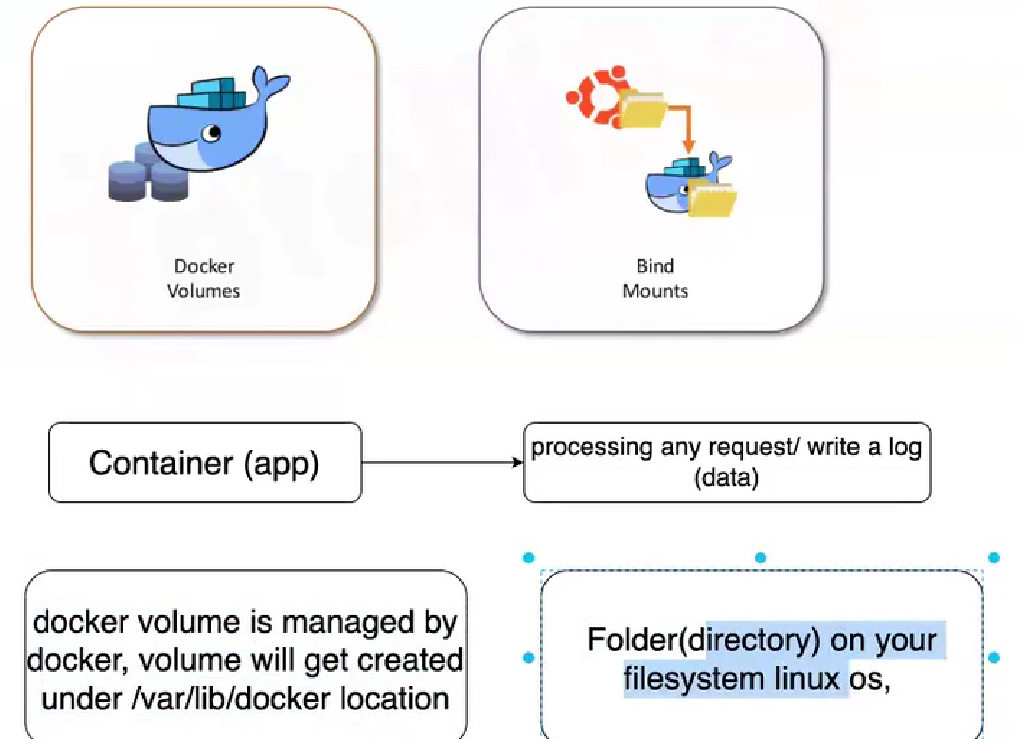 Docker
Volumes
Bind
Mounts
Container (app)
processing any request/ write a log
(data)
docker volume is managed by
docker, volume will get created
under /var/lib/docker location
Folder(directory) on your
filesystem linux os,